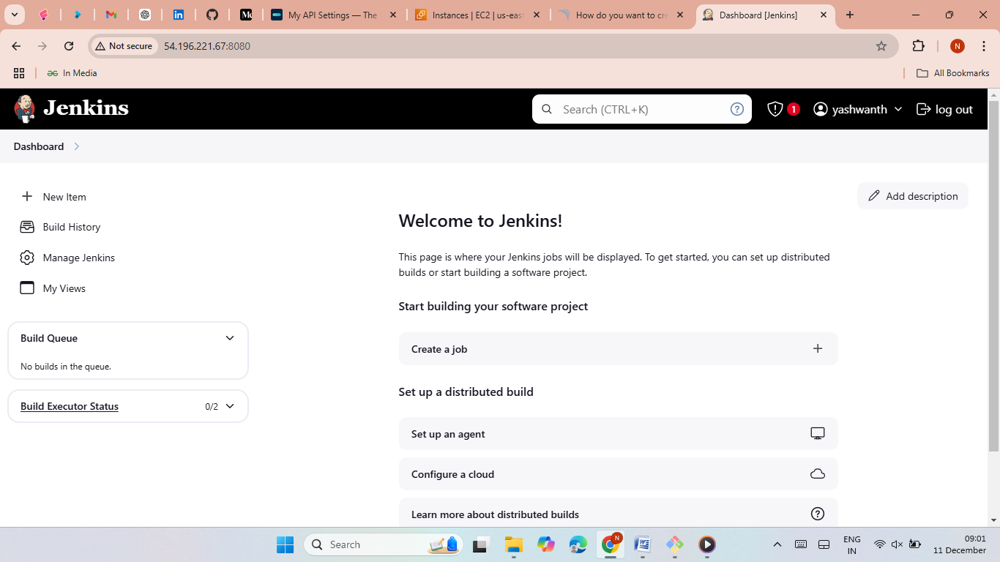 My API Settings — The
Instances | EC2 | us-east
How do you want to cre
Dashboard [Jenkins]
Not secure
54.196.221.67:8080
N
In Media
All Bookmarks
Jenkins
Search (CTRL+K)
1
yashwanth
log out
Dashboard
New Item
Build History
Manage Jenkins
My Views
Build Queue
No builds in the queue.
Build Executor Status
0/2
Add description
Welcome to Jenkins!
This page is where your Jenkins jobs will be displayed. To get started, you can set up distributed
builds or start building a software project.
Start building your software project
Create a job
Set up a distributed build
Set up an agent
Configure a cloud
Learn more about distributed builds
Search
N
ENG
IN
09:01
11 December